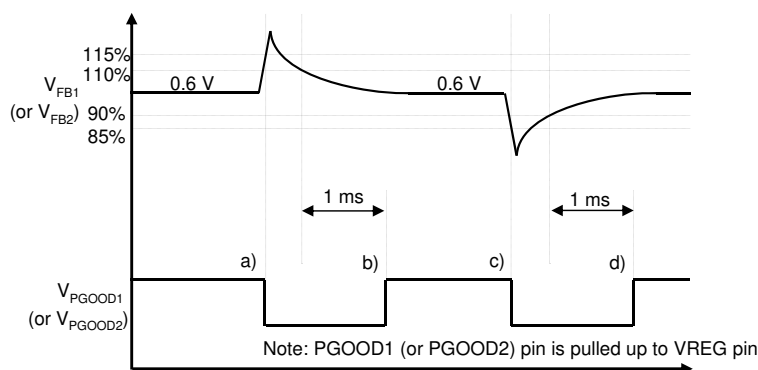 115%
110%
V_FB1
0.6 V
0.6 V
(or V_FB2) 90%
85%
1 ms
1 ms
a)
b)
c)
d)
V_PGOOD1
(or V_PGOOD2)
Note: PGOOD1 (or PGOOD2) pin is pulled up to VREG pin